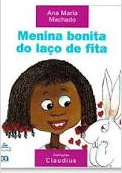 Ana Maria
Machado
Menina bonita
do laço de fita
Ilustrações
Claudius